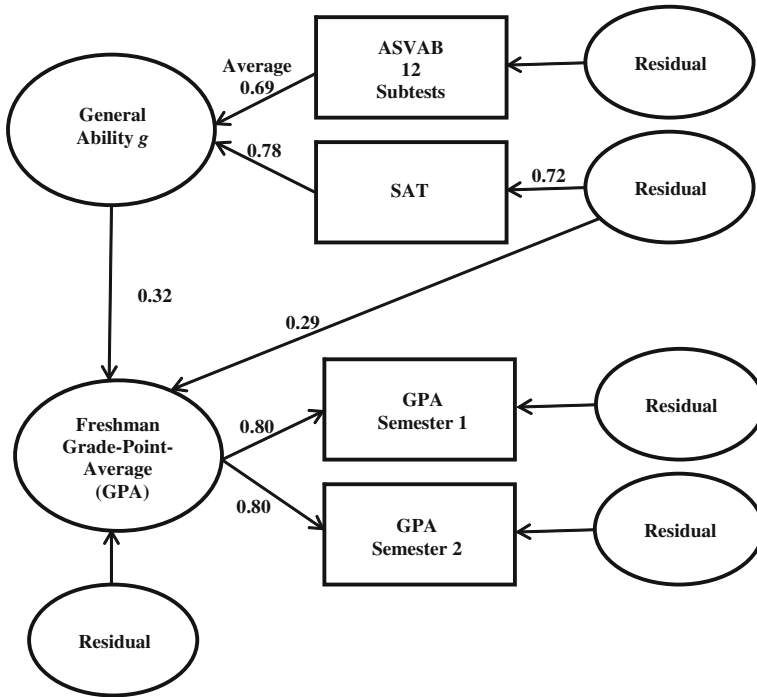 ASVAB
12
Subtests
Residual
Average
0.69
General
Ability g
0.78
SAT
0.72
Residual
0.32
0.29
GPA
Semester 1
Residual
Freshman
Grade-Point-
Average
(GPA)
0.80
0.80
GPA
Semester 2
Residual
Residual